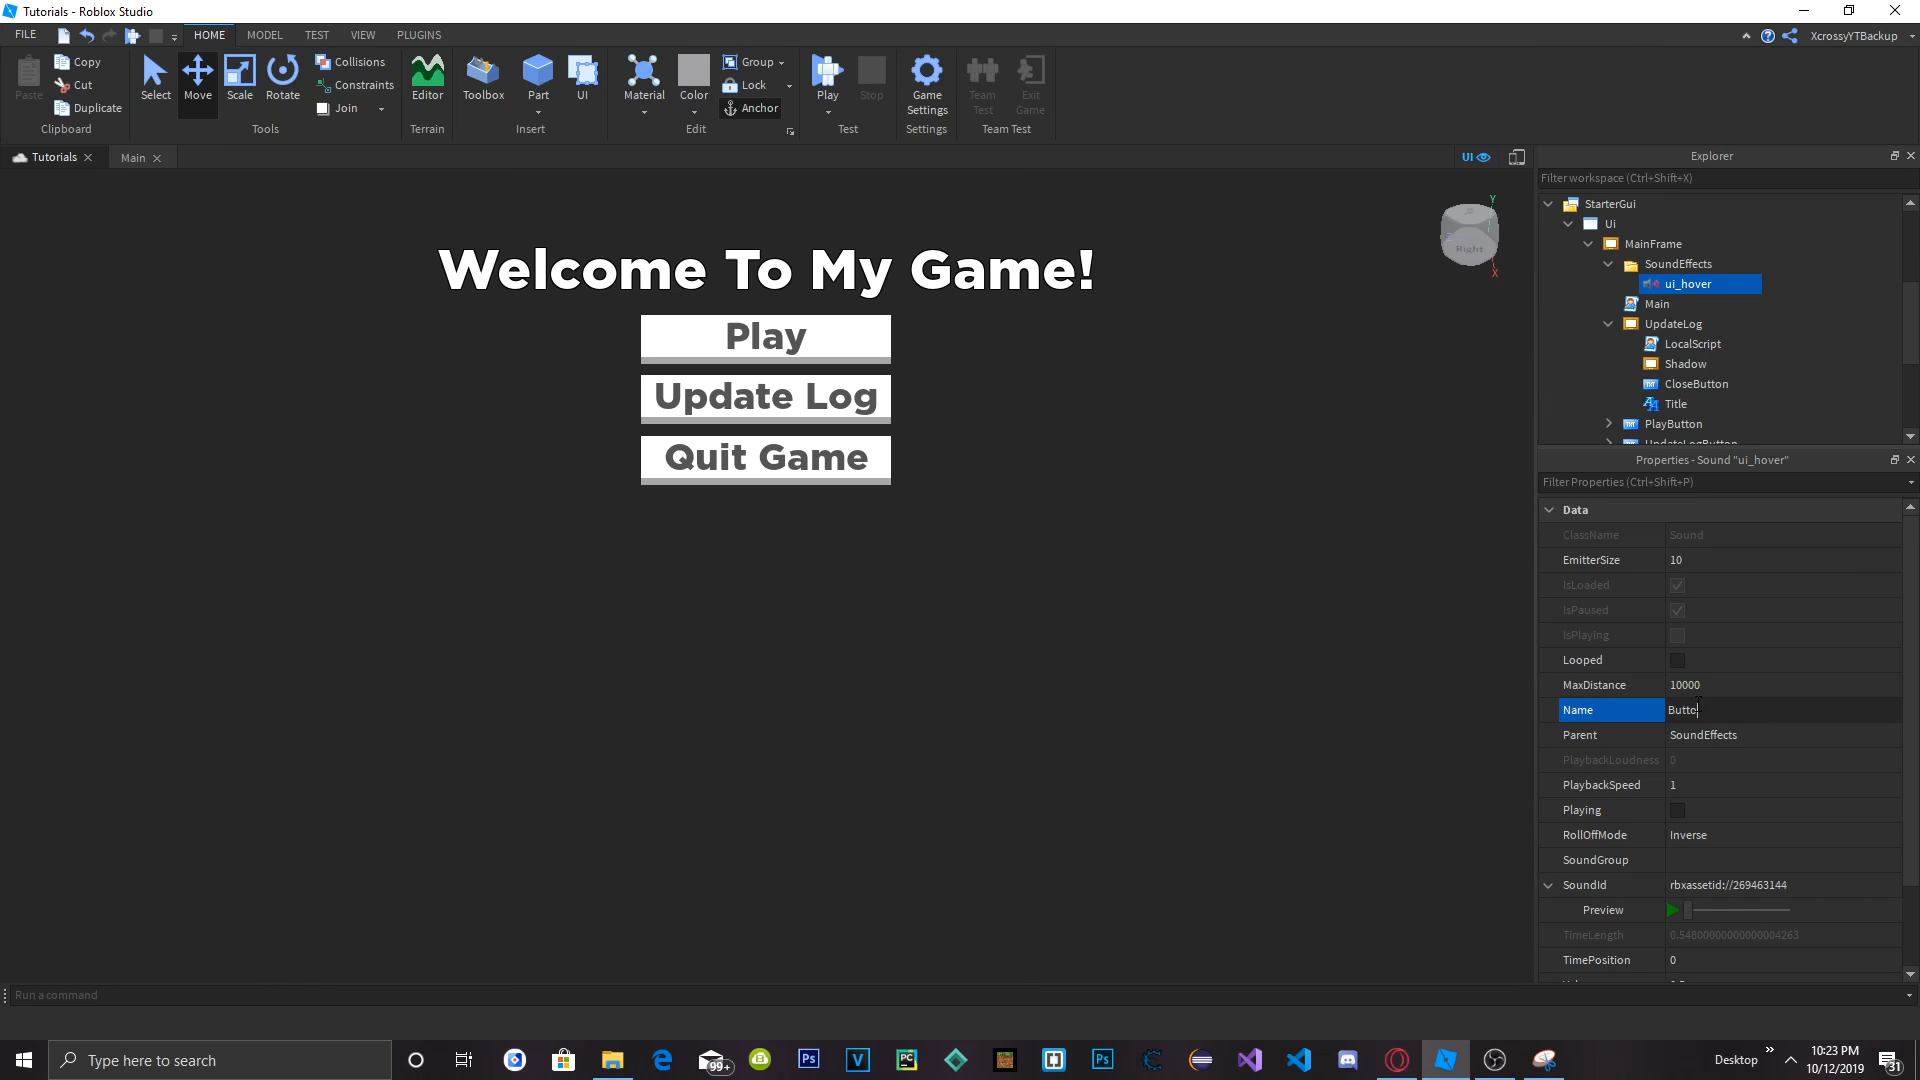 Tutorials - Roblox Studio
FILE HOME MODEL TEST VIEW PLUGINS XcrossyYTBackup
Paste Copy Cut Duplicate Clipboard
Select Move Scale Rotate Collisions Constraints Join Tools
Editor Terrain
Toolbox Part UI Insert
Material Color Group Lock Anchor Edit
Play Stop Test
Game Settings Settings
Team Test Exit Game Team Test
Tutorials Main UI
Welcome To My Game!
Play
Update Log
Quit Game
Y
Right
X
Explorer
Filter workspace (Ctrl+Shift+X)
StarterGui
Ui
MainFrame
SoundEffects
ui_hover
Main
UpdateLog
LocalScript
Shadow
CloseButton
Title
PlayButton
UpdateLogButton
Properties - Sound "ui_hover"
Filter Properties (Ctrl+Shift+P)
Data
ClassName Sound
EmitterSize 10
IsLoaded
IsPaused
IsPlaying
Looped
MaxDistance 10000
Name Butto
Parent SoundEffects
PlaybackLoudness 0
PlaybackSpeed 1
Playing
RollOffMode Inverse
SoundGroup
SoundId rbxassetid://269463144
Preview
TimeLength 0.54800000000000004263
TimePosition 0
Run a command
Type here to search
99+
Desktop
10:23 PM
10/12/2019
31